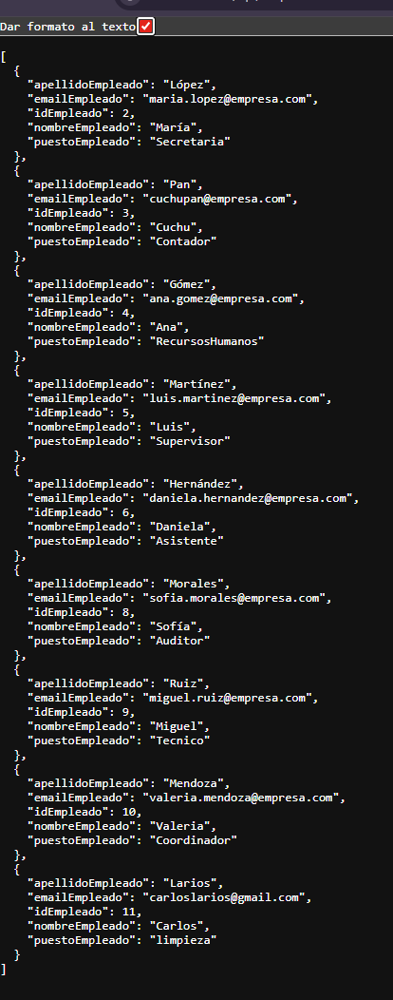 Dar formato al texto
[
  {
    "apellidoEmpleado": "López",
    "emailEmpleado": "maria.lopez@empresa.com",
    "idEmpleado": 2,
    "nombreEmpleado": "María",
    "puestoEmpleado": "Secretaria"
  },
  {
    "apellidoEmpleado": "Pan",
    "emailEmpleado": "cuchupan@empresa.com",
    "idEmpleado": 3,
    "nombreEmpleado": "Cuchu",
    "puestoEmpleado": "Contador"
  },
  {
    "apellidoEmpleado": "Gómez",
    "emailEmpleado": "ana.gomez@empresa.com",
    "idEmpleado": 4,
    "nombreEmpleado": "Ana",
    "puestoEmpleado": "RecursosHumanos"
  },
  {
    "apellidoEmpleado": "Martínez",
    "emailEmpleado": "luis.martinez@empresa.com",
    "idEmpleado": 5,
    "nombreEmpleado": "Luis",
    "puestoEmpleado": "Supervisor"
  },
  {
    "apellidoEmpleado": "Hernández",
    "emailEmpleado": "daniela.hernandez@empresa.com",
    "idEmpleado": 6,
    "nombreEmpleado": "Daniela",
    "puestoEmpleado": "Asistente"
  },
  {
    "apellidoEmpleado": "Morales",
    "emailEmpleado": "sofia.morales@empresa.com",
    "idEmpleado": 8,
    "nombreEmpleado": "Sofía",
    "puestoEmpleado": "Auditor"
  },
  {
    "apellidoEmpleado": "Ruiz",
    "emailEmpleado": "miguel.ruiz@empresa.com",
    "idEmpleado": 9,
    "nombreEmpleado": "Miguel",
    "puestoEmpleado": "Tecnico"
  },
  {
    "apellidoEmpleado": "Mendoza",
    "emailEmpleado": "valeria.mendoza@empresa.com",
    "idEmpleado": 10,
    "nombreEmpleado": "Valeria",
    "puestoEmpleado": "Coordinador"
  },
  {
    "apellidoEmpleado": "Larios",
    "emailEmpleado": "carloslarios@gmail.com",
    "idEmpleado": 11,
    "nombreEmpleado": "Carlos",
    "puestoEmpleado": "limpieza"
  }
]